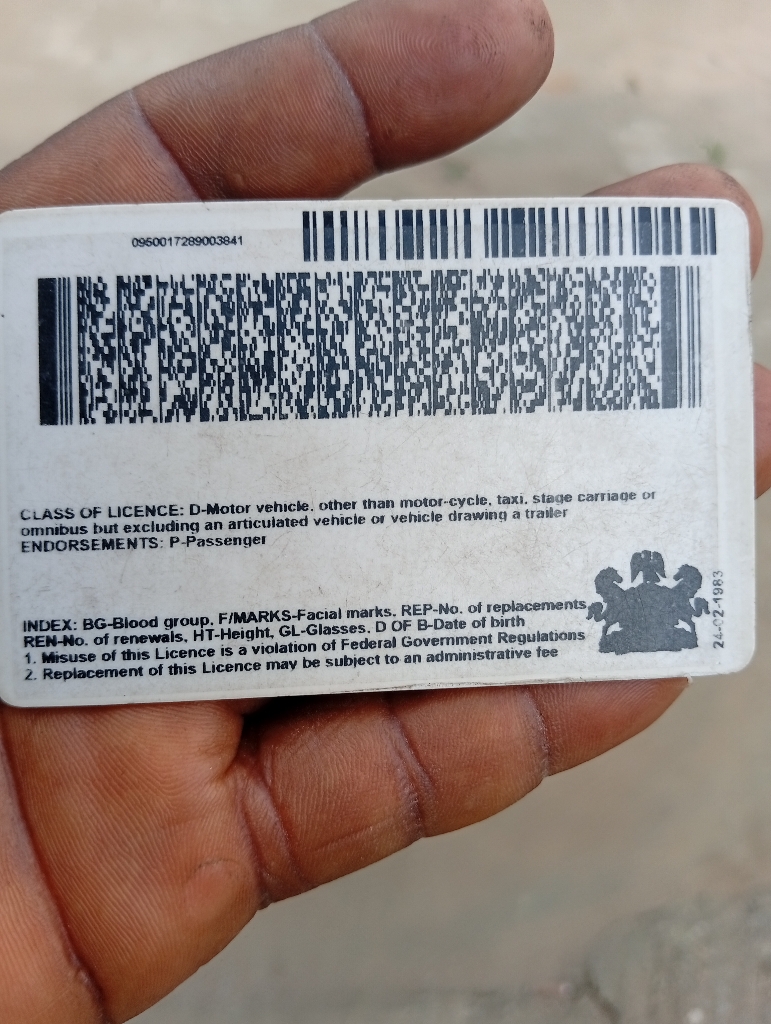 0950017289003841
CLASS OF LICENCE: D-Motor vehicle, other than motor-cycle, taxi, stage carriage or
omnibus but excluding an articulated vehicle or vehicle drawing a trailer
ENDORSEMENTS: P-Passenger
INDEX: BG-Blood group, F/MARKS-Facial marks, REP-No. of replacements,
REN-No. of renewals, HT-Height, GL-Glasses, D OF B-Date of birth
1. Misuse of this Licence is a violation of Federal Government Regulations
2. Replacement of this Licence may be subject to an administrative fee
24-02-1983